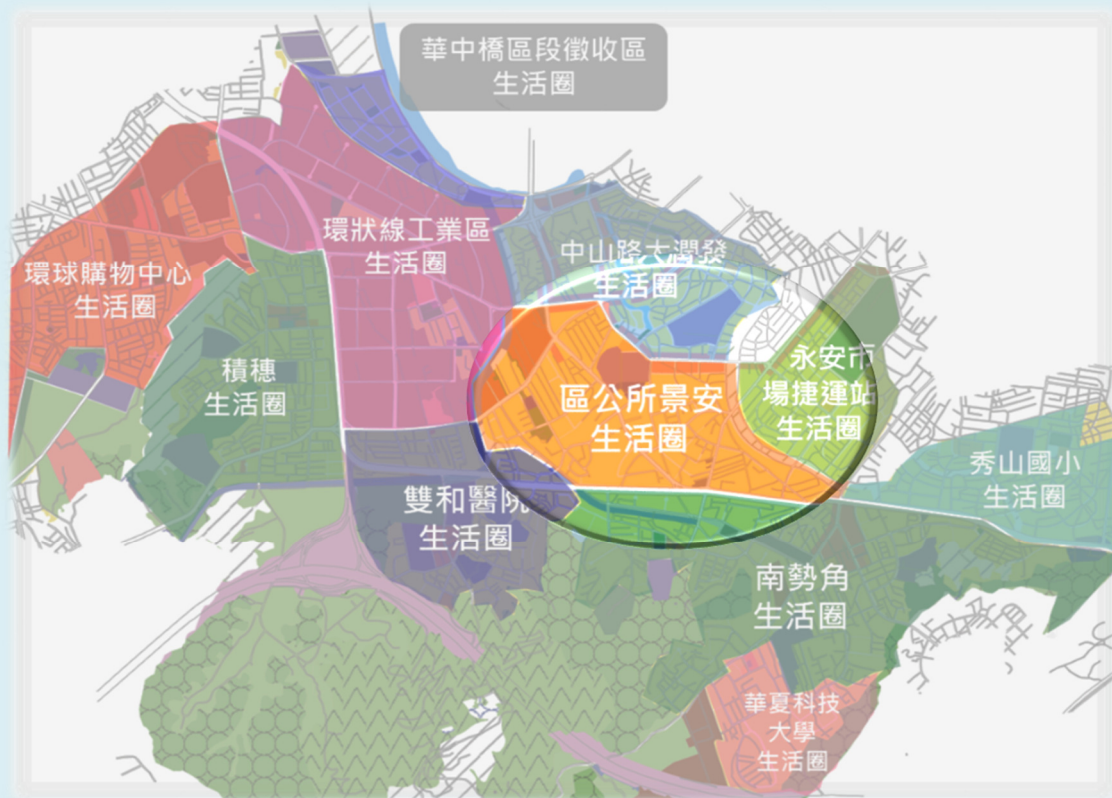 華中橋區段徵收區
生活圈
環狀線工業區
生活圈
中山路大潤發
生活圈
環球購物中心
生活圈
積穗
生活圈
區公所景安
生活圈
永安市
場捷運站
生活圈
秀山國小
生活圈
雙和醫院
生活圈
南勢角
生活圈
華夏科技
大學
生活圈